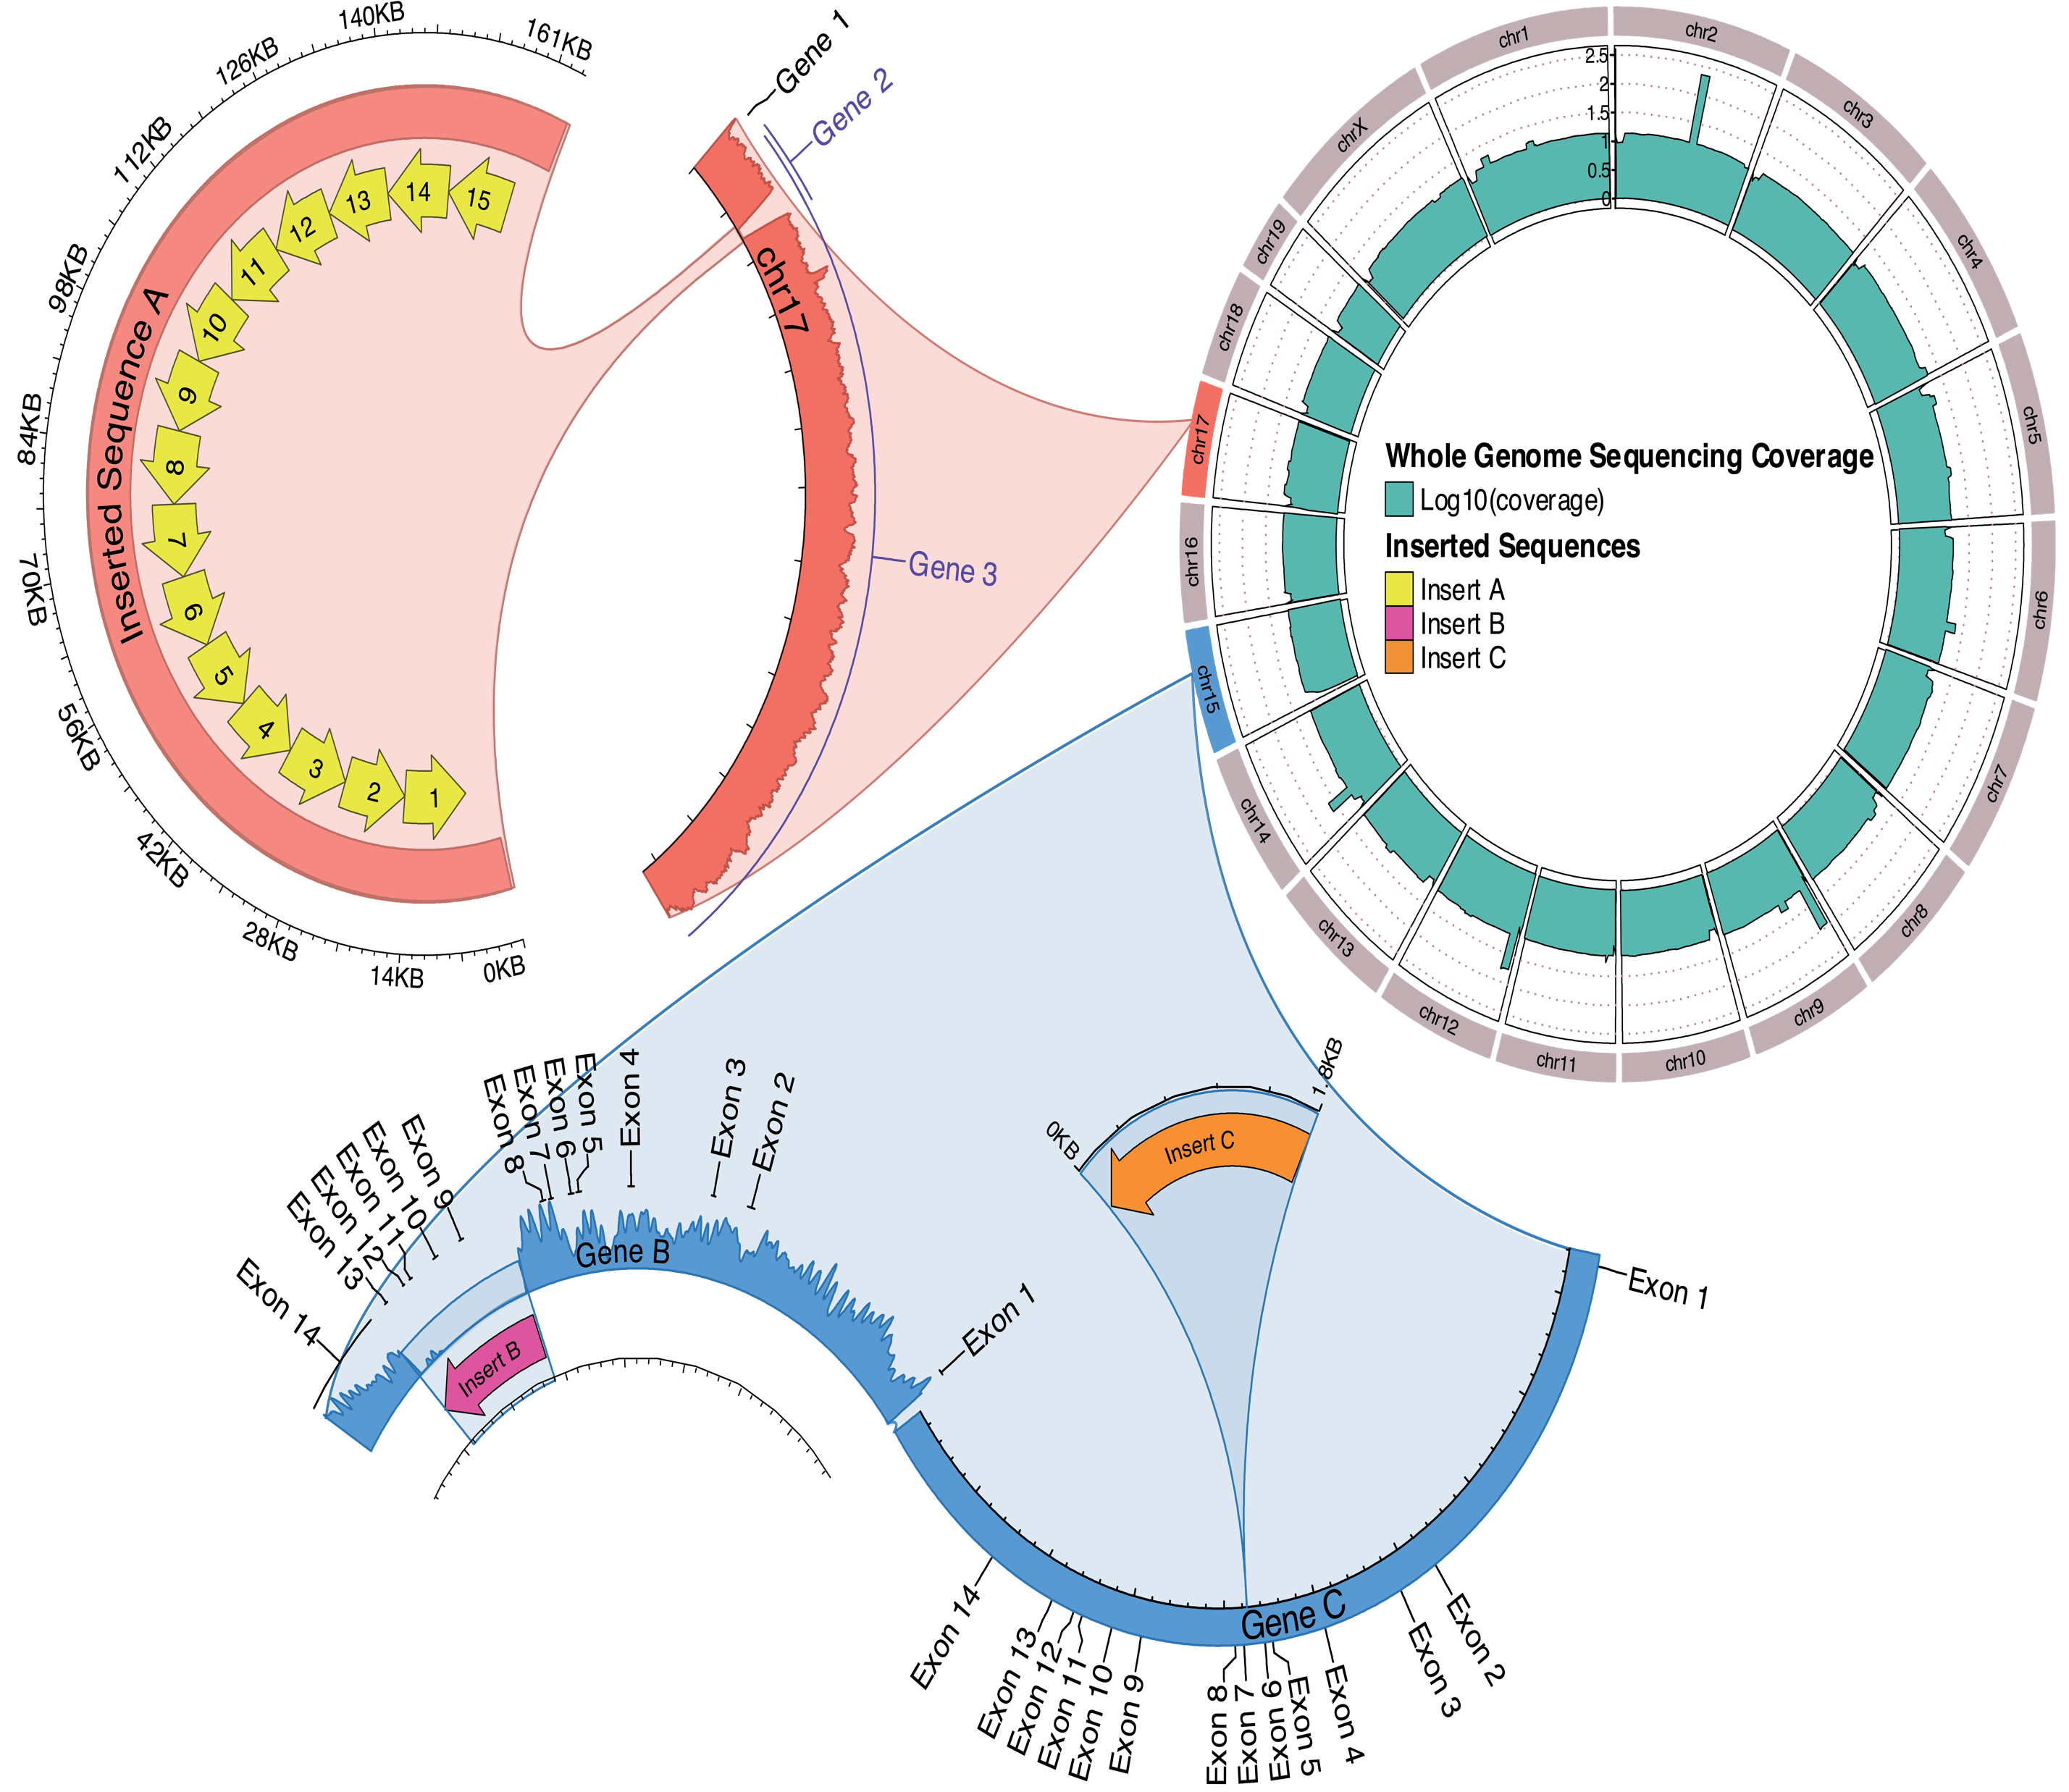 0KB
14KB
28KB
42KB
56KB
70KB
84KB
98KB
112KB
126KB
140KB
161KB
Inserted Sequence A
1
2
3
4
5
6
7
8
9
10
11
12
13
14
15
Gene 1
Gene 2
Gene 3
chr17
chr1
chr2
chr3
chr4
chr5
chr6
chr7
chr8
chr9
chr10
chr11
chr12
chr13
chr14
chr15
chr16
chr17
chr18
chr19
chrX
2.5
2
1.5
1
0.5
0
Whole Genome Sequencing Coverage
Log10(coverage)
Inserted Sequences
Insert A
Insert B
Insert C
Exon 14
Exon 13
Exon 12
Exon 11
Exon 10
Exon 9
Exon 8
Exon 7
Exon 6
Exon 5
Exon 4
Exon 3
Exon 2
Exon 1
Gene B
Insert B
0KB
1.8KB
Insert C
Gene C
Exon 14
Exon 13
Exon 12
Exon 11
Exon 10
Exon 9
Exon 8
Exon 7
Exon 6
Exon 5
Exon 4
Exon 3
Exon 2
Exon 1